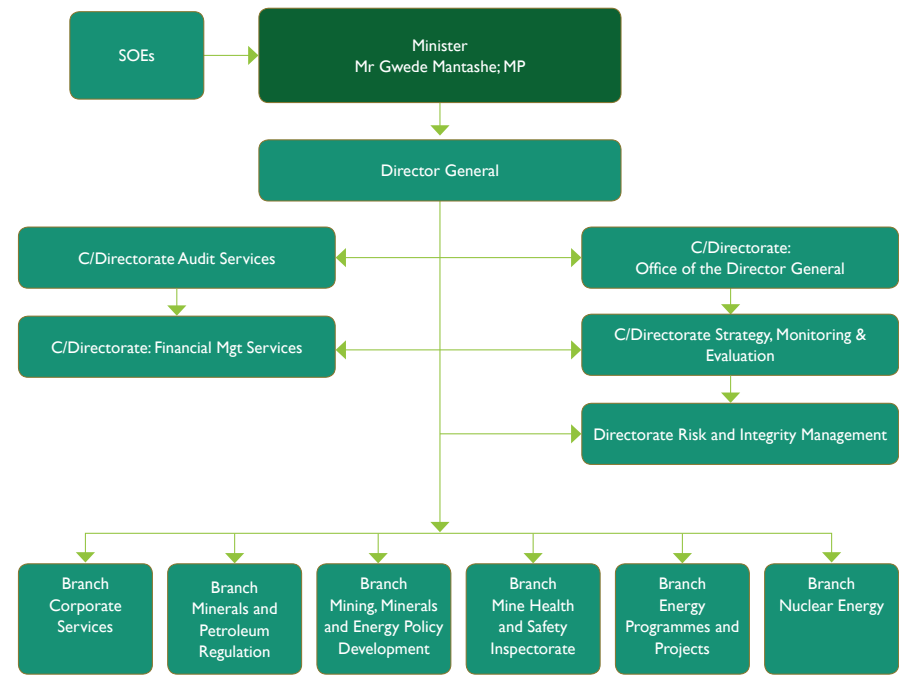 SOEs
Minister
Mr Gwede Mantashe; MP
Director General
C/Directorate Audit Services
C/Directorate:
Office of the Director General
C/Directorate: Financial Mgt Services
C/Directorate Strategy, Monitoring &
Evaluation
Directorate Risk and Integrity Management
Branch
Corporate
Services
Branch
Minerals and
Petroleum
Regulation
Branch
Mining, Minerals
and Energy Policy
Development
Branch
Mine Health
and Safety
Inspectorate
Branch
Energy
Programmes and
Projects
Branch
Nuclear Energy